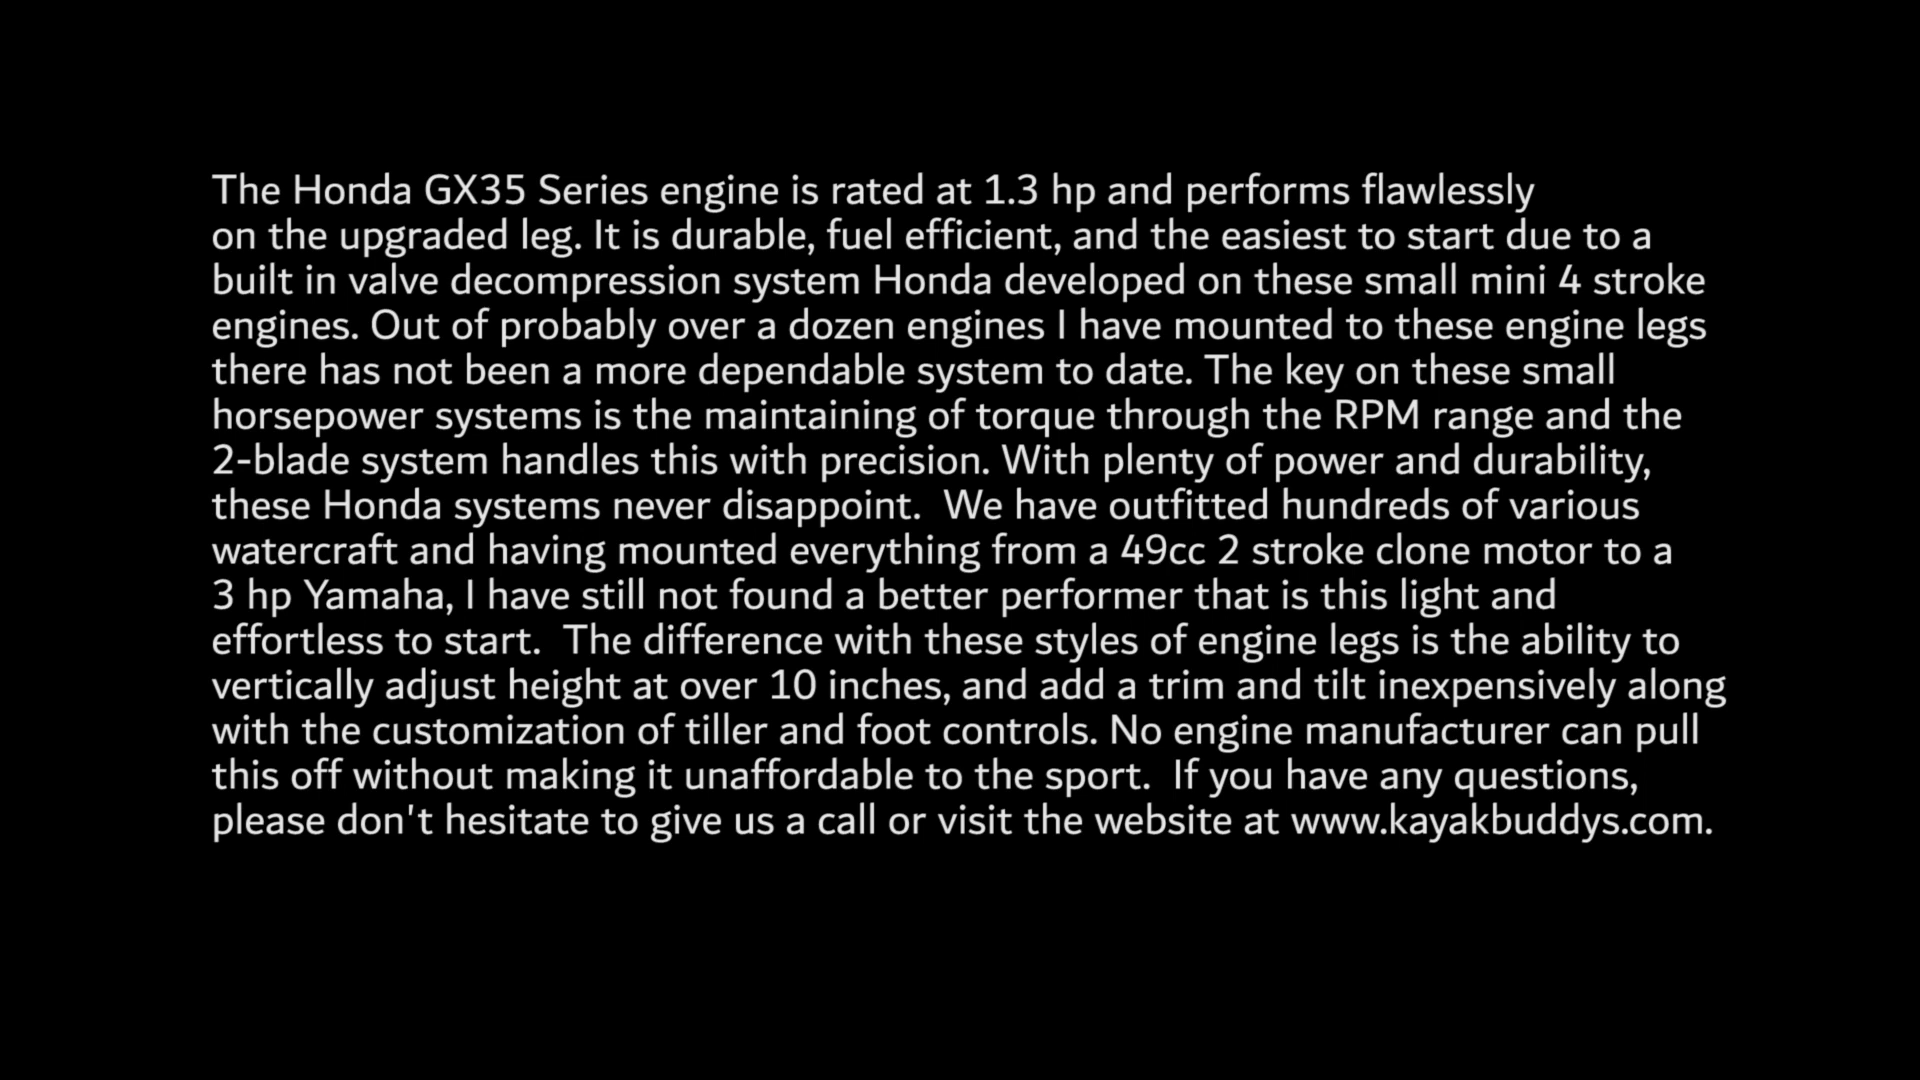 The Honda GX35 Series engine is rated at 1.3 hp and performs flawlessly
on the upgraded leg. It is durable, fuel efficient, and the easiest to start due to a
built in valve decompression system Honda developed on these small mini 4 stroke
engines. Out of probably over a dozen engines I have mounted to these engine legs
there has not been a more dependable system to date. The key on these small
horsepower systems is the maintaining of torque through the RPM range and the
2-blade system handles this with precision. With plenty of power and durability,
these Honda systems never disappoint.  We have outfitted hundreds of various
watercraft and having mounted everything from a 49cc 2 stroke clone motor to a
3 hp Yamaha, I have still not found a better performer that is this light and
effortless to start.  The difference with these styles of engine legs is the ability to
vertically adjust height at over 10 inches, and add a trim and tilt inexpensively along
with the customization of tiller and foot controls. No engine manufacturer can pull
this off without making it unaffordable to the sport.  If you have any questions,
please don't hesitate to give us a call or visit the website at www.kayakbuddys.com.